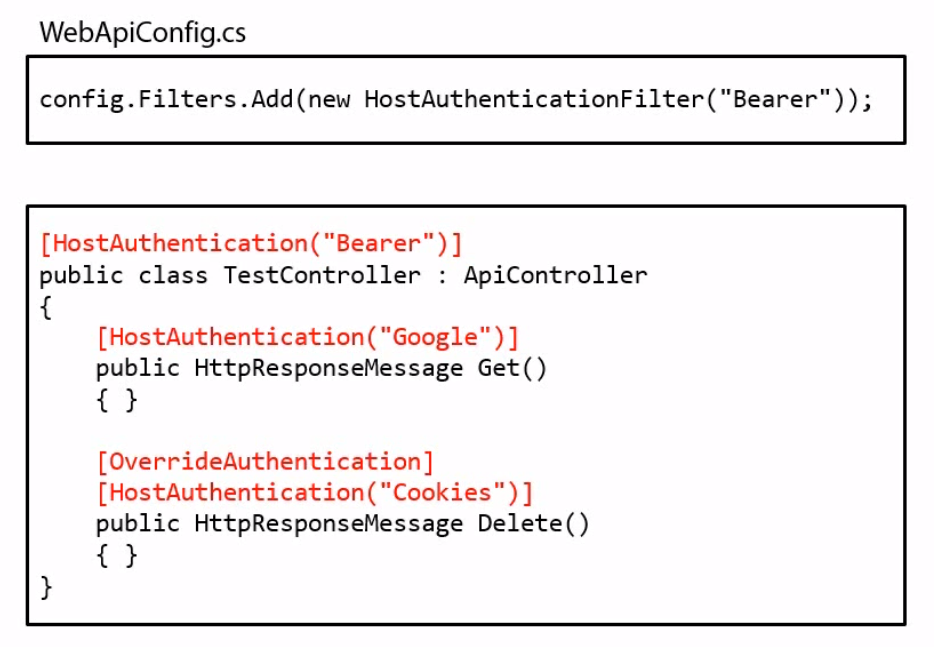 WebApiConfig.cs
config.Filters.Add(new HostAuthenticationFilter("Bearer"));
[HostAuthentication("Bearer")]
public class TestController : ApiController
{
    [HostAuthentication("Google")]
    public HttpResponseMessage Get()
    { }
    [OverrideAuthentication]
    [HostAuthentication("Cookies")]
    public HttpResponseMessage Delete()
    { }
}